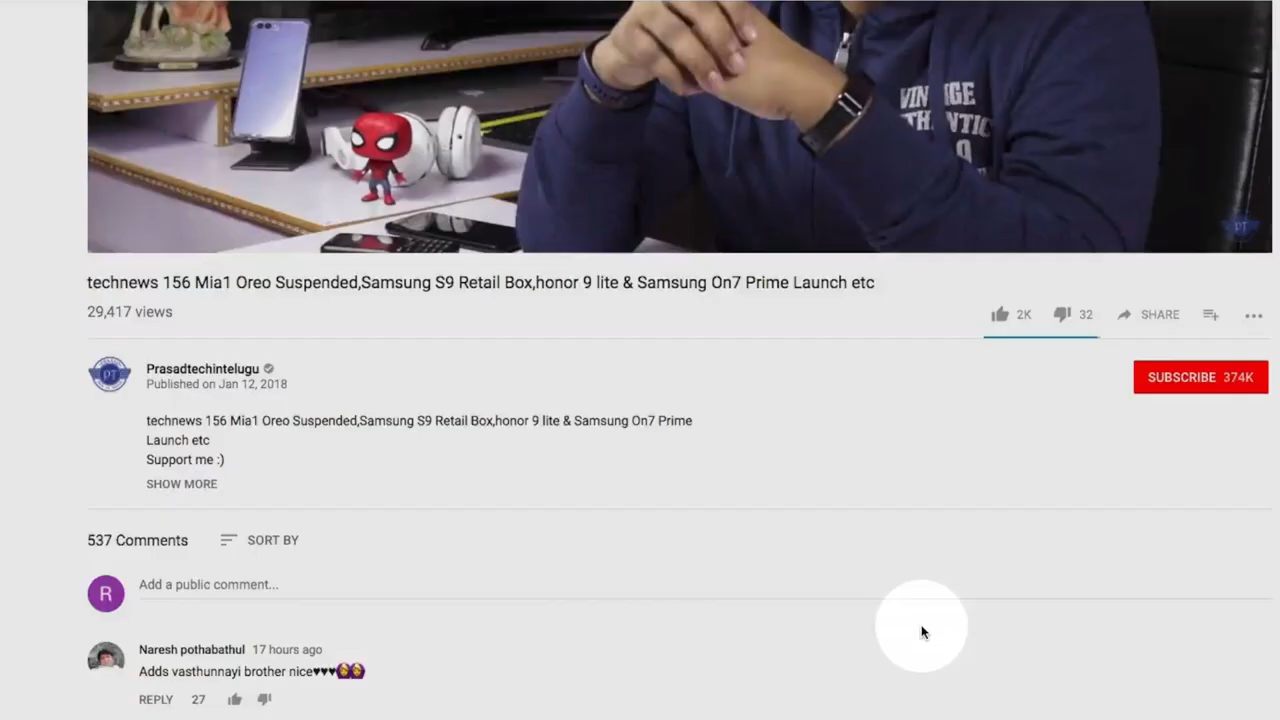 technews 156 Mia1 Oreo Suspended,Samsung S9 Retail Box,honor 9 lite & Samsung On7 Prime Launch etc
29,417 views
2K
32
SHARE
Prasadtechintelugu
Published on Jan 12, 2018
SUBSCRIBE 374K
technews 156 Mia1 Oreo Suspended,Samsung S9 Retail Box,honor 9 lite & Samsung On7 Prime
Launch etc
Support me :)
SHOW MORE
537 Comments
SORT BY
Add a public comment...
R
Naresh pothabathul 17 hours ago
Adds vasthunnayi brother nice♥♥♥🙆🙆
REPLY 27